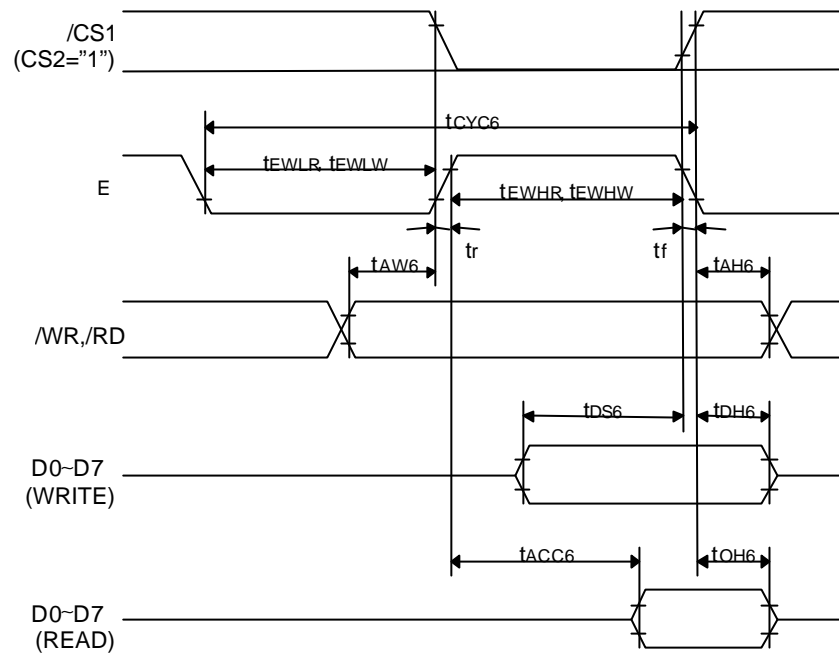 /CS1
(CS2="1")
tCYC6
tEWLR, tEWLW
E
tEWHR, tEWHW
tr
tf
tAW6
tAH6
/WR,/RD
tDS6
tDH6
D0~D7
(WRITE)
tACC6
tOH6
D0~D7
(READ)